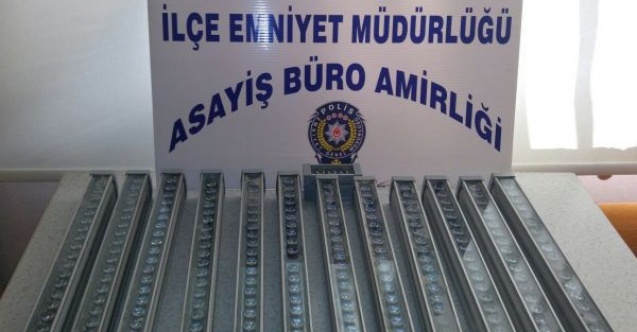 İLÇE EMNİYET MÜDÜRLÜĞÜ
ASAYİŞ BÜRO AMİRLİĞİ
POLİS